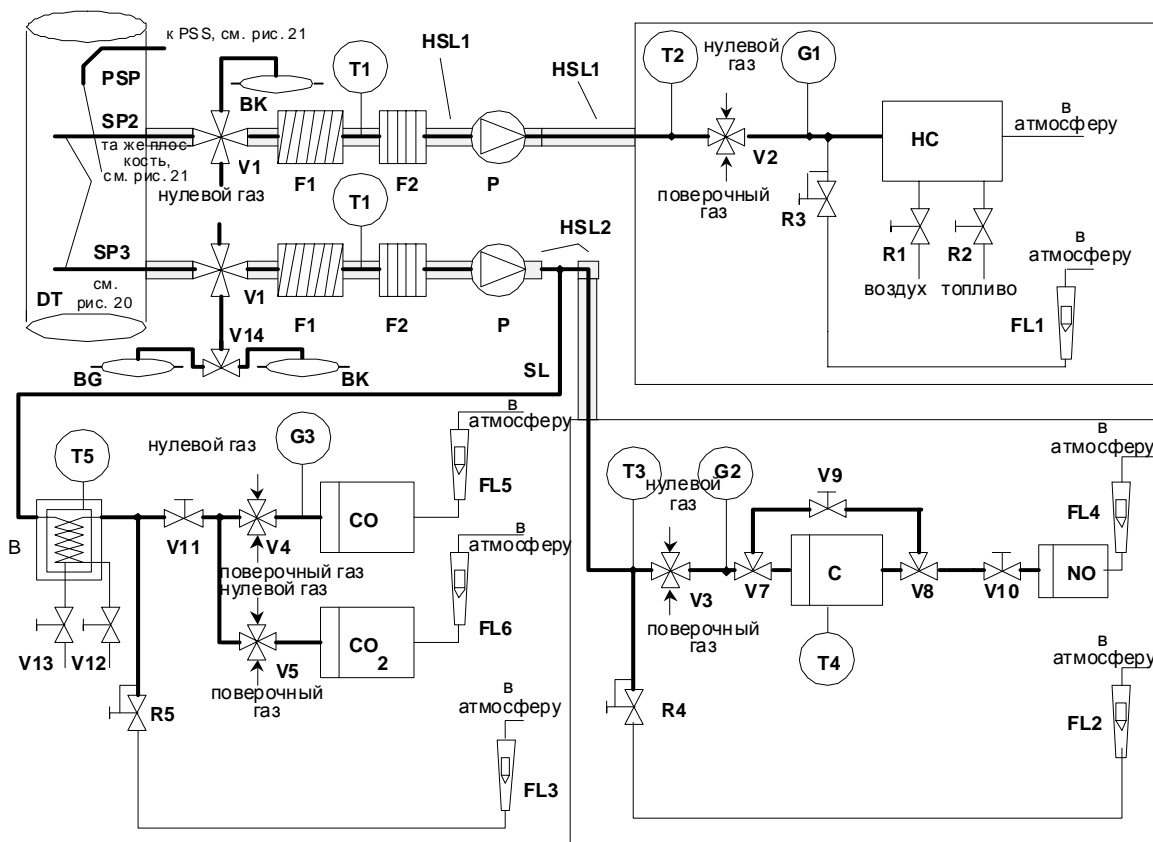 к PSS, см. рис. 21
PSP
BK
T1
HSL1
HSL1
T2
нулевой
газ
G1
SP2
та же плос-
кость,
см. рис. 21
нулевой газ
V1
F1
F2
P
V2
поверочный
газ
HC
в
атмосферу
R3
R1
R2
воздух
топливо
в
атмосферу
FL1
T1
HSL2
SP3
см.
рис. 20
DT
V1
F1
F2
P
V14
BG
BK
SL
в
атмосферу
T5
нулевой газ
G3
FL5
B
V11
V4
CO
поверочный газ
нулевой газ
в
атмосферу
FL6
V13
V12
V5
CO
2
поверочный
газ
R5
в
атмосферу
FL3
T3
нулевой
газ
G2
V9
в
атмосферу
FL4
V3
V7
C
V8
V10
NO
поверочный
газ
T4
R4
в
атмосферу
FL2